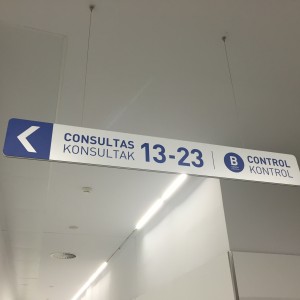 CONSULTAS
KONSULTAK
13-23
B
CONTROL
KONTROL